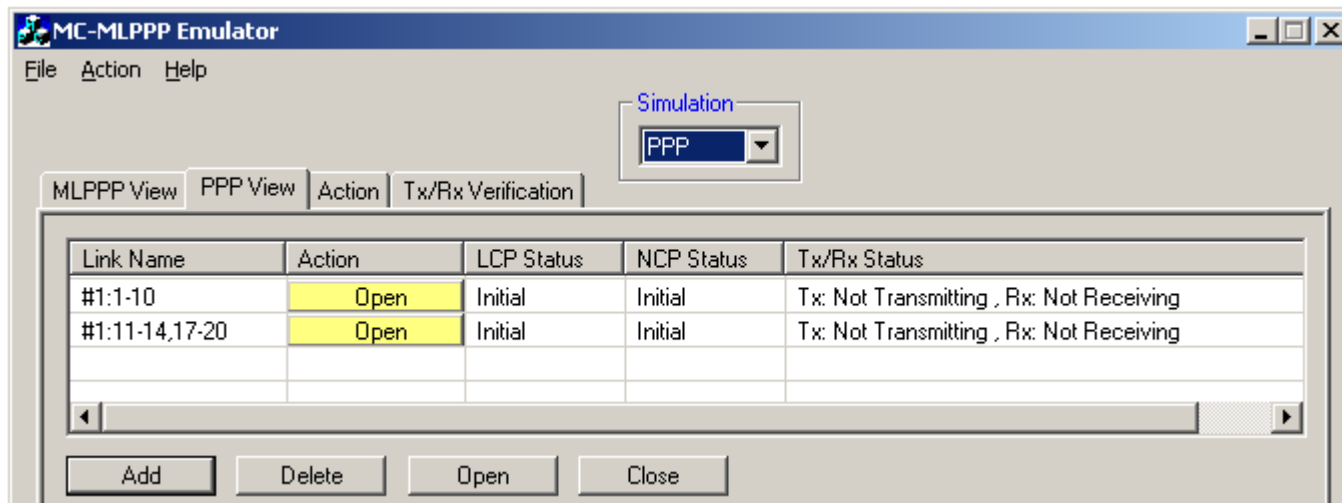 MC-MLPPP Emulator
File Action Help
Simulation
PPP
MLPPP View PPP View Action Tx/Rx Verification
Link Name Action LCP Status NCP Status Tx/Rx Status
#1:1-10 Open Initial Initial Tx: Not Transmitting , Rx: Not Receiving
#1:11-14,17-20 Open Initial Initial Tx: Not Transmitting , Rx: Not Receiving
Add Delete Open Close